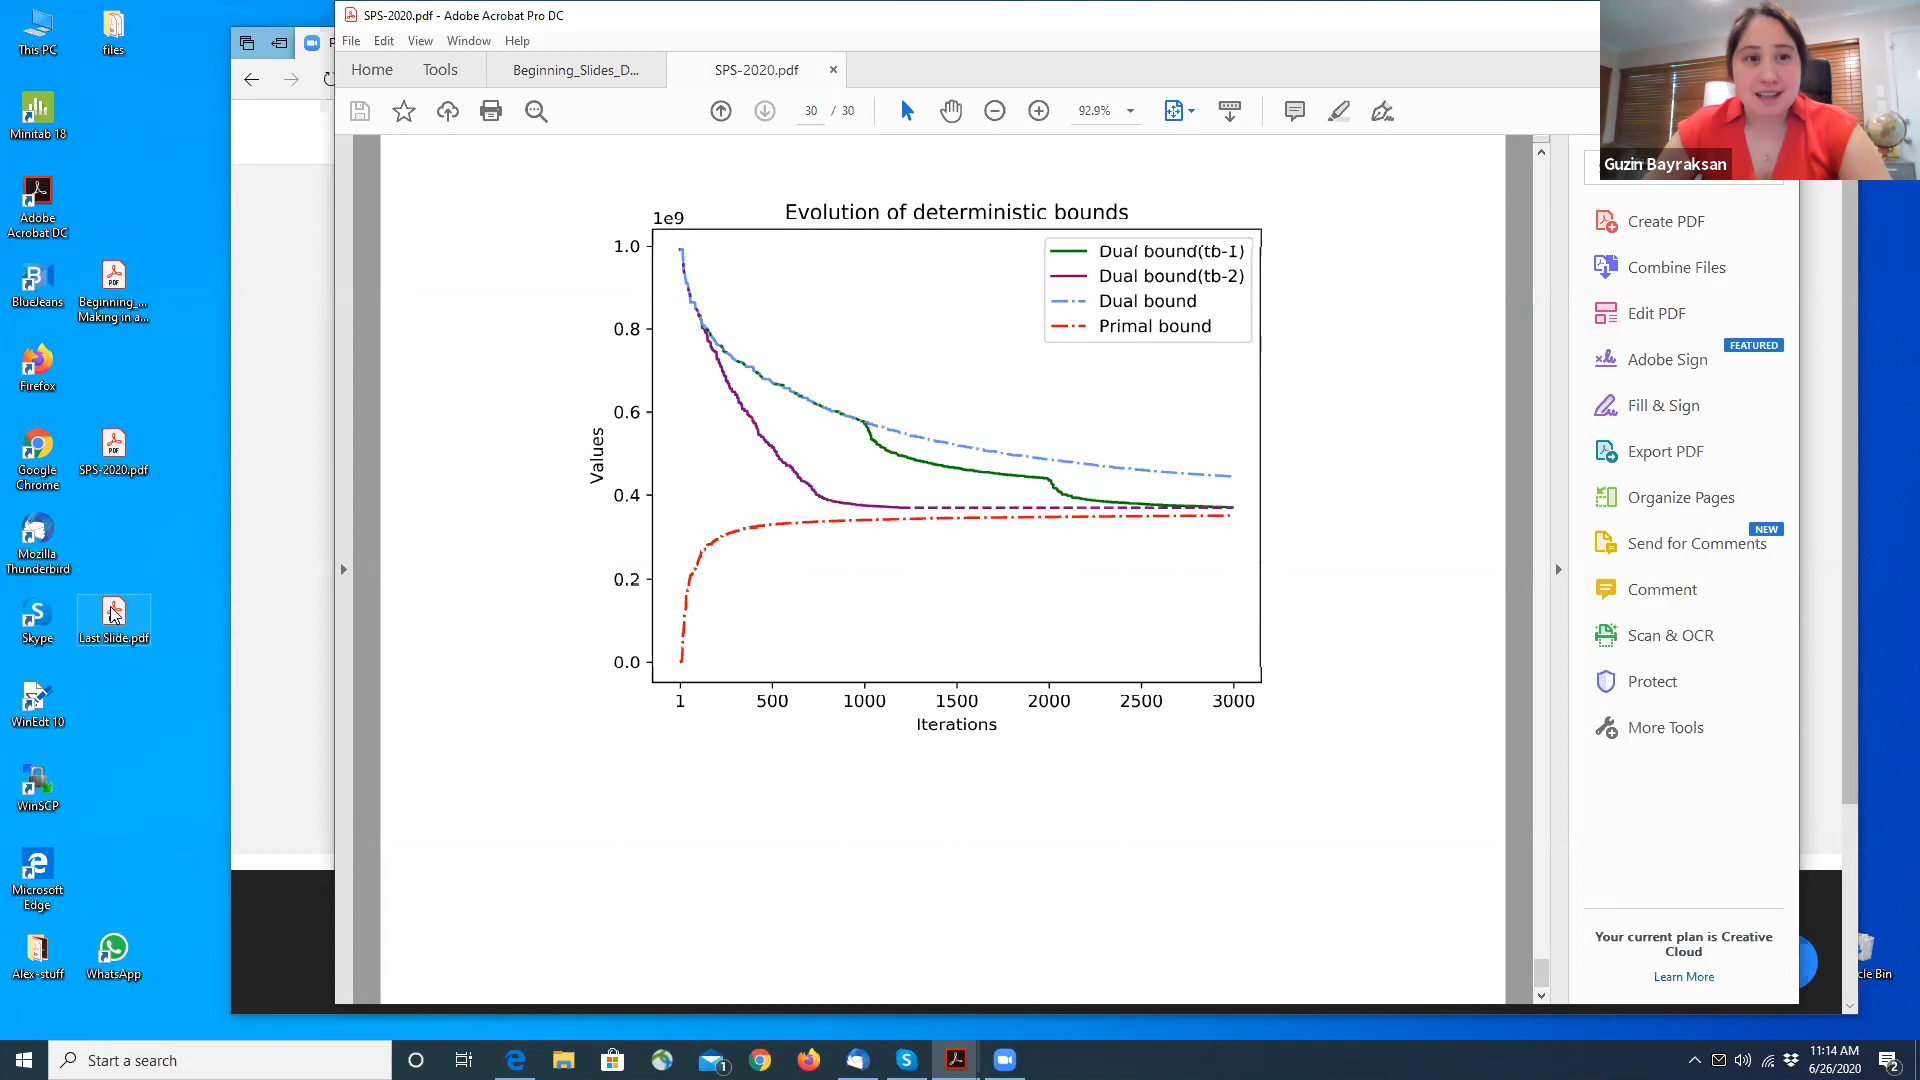 This PC
files
Minitab 18
Adobe
Acrobat DC
BlueJeans
Beginning_...
Making in a...
Firefox
Google
Chrome
SPS-2020.pdf
Mozilla
Thunderbird
Skype
Last Slide.pdf
WinEdt 10
WinSCP
Microsoft
Edge
Alex-stuff
WhatsApp
SPS-2020.pdf - Adobe Acrobat Pro DC
File Edit View Window Help
Home Tools Beginning_Slides_D... SPS-2020.pdf ×
30 / 30 92.9%
Guzin Bayraksan
Evolution of deterministic bounds
1e9
1.0
0.8
0.6
0.4
0.2
0.0
Values
Dual bound(tb-1)
Dual bound(tb-2)
Dual bound
Primal bound
1 500 1000 1500 2000 2500 3000
Iterations
Create PDF
Combine Files
Edit PDF
FEATURED
Adobe Sign
Fill & Sign
Export PDF
Organize Pages
NEW
Send for Comments
Comment
Scan & OCR
Protect
More Tools
Your current plan is Creative
Cloud
Learn More
cle Bin
Start a search
1
11:14 AM
6/26/2020
2